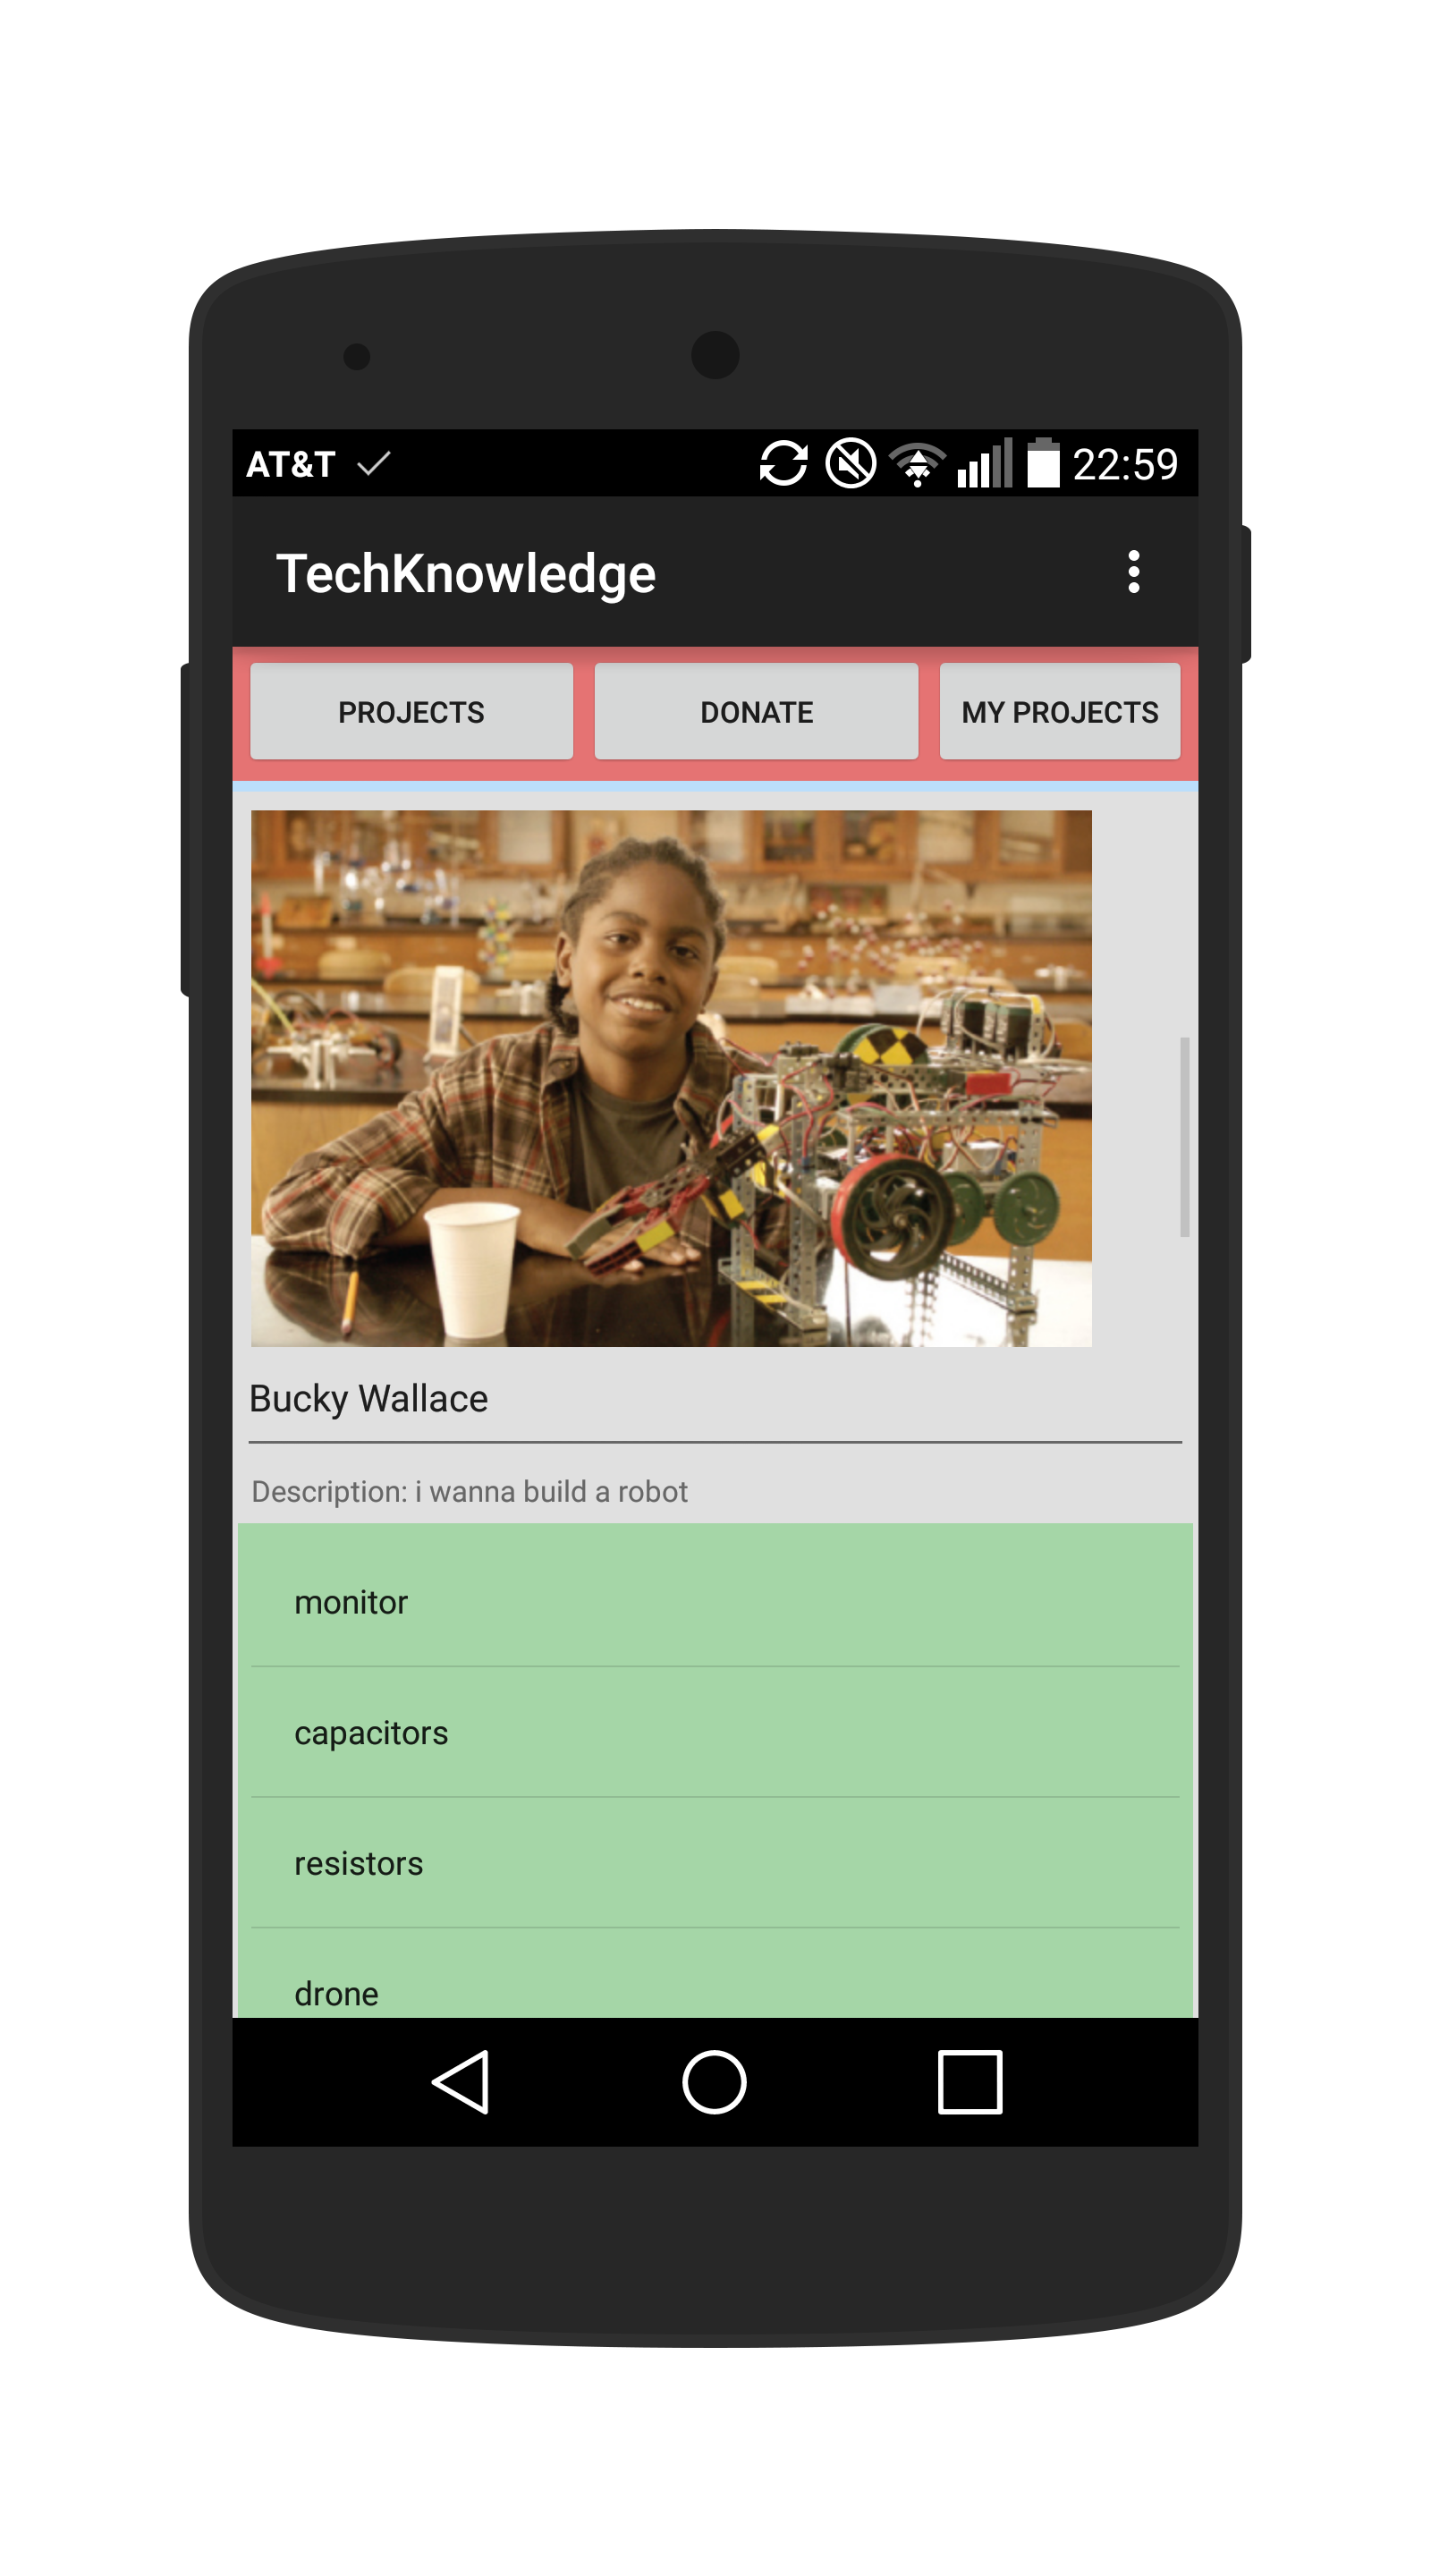 AT&T 22:59
TechKnowledge
PROJECTS DONATE MY PROJECTS
Bucky Wallace
Description: i wanna build a robot
monitor
capacitors
resistors
drone